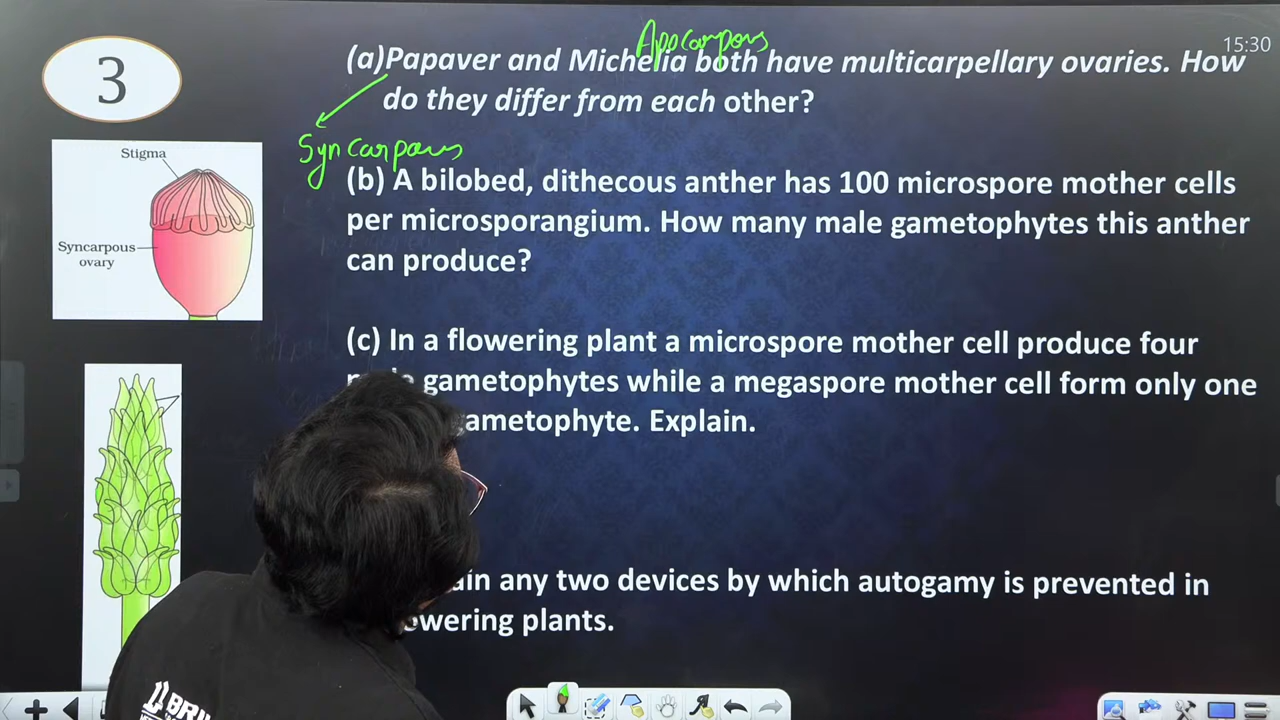 3
15:30
Apocarpous
(a)Papaver and Michelia both have multicarpellary ovaries. How
do they differ from each other?
Syncarpous
Stigma
Syncarpous
ovary
(b) A bilobed, dithecous anther has 100 microspore mother cells
per microsporangium. How many male gametophytes this anther
can produce?
(c) In a flowering plant a microspore mother cell produce four
gametophytes while a megaspore mother cell form only one
ametophyte. Explain.
ain any two devices by which autogamy is prevented in
owering plants.
BRI